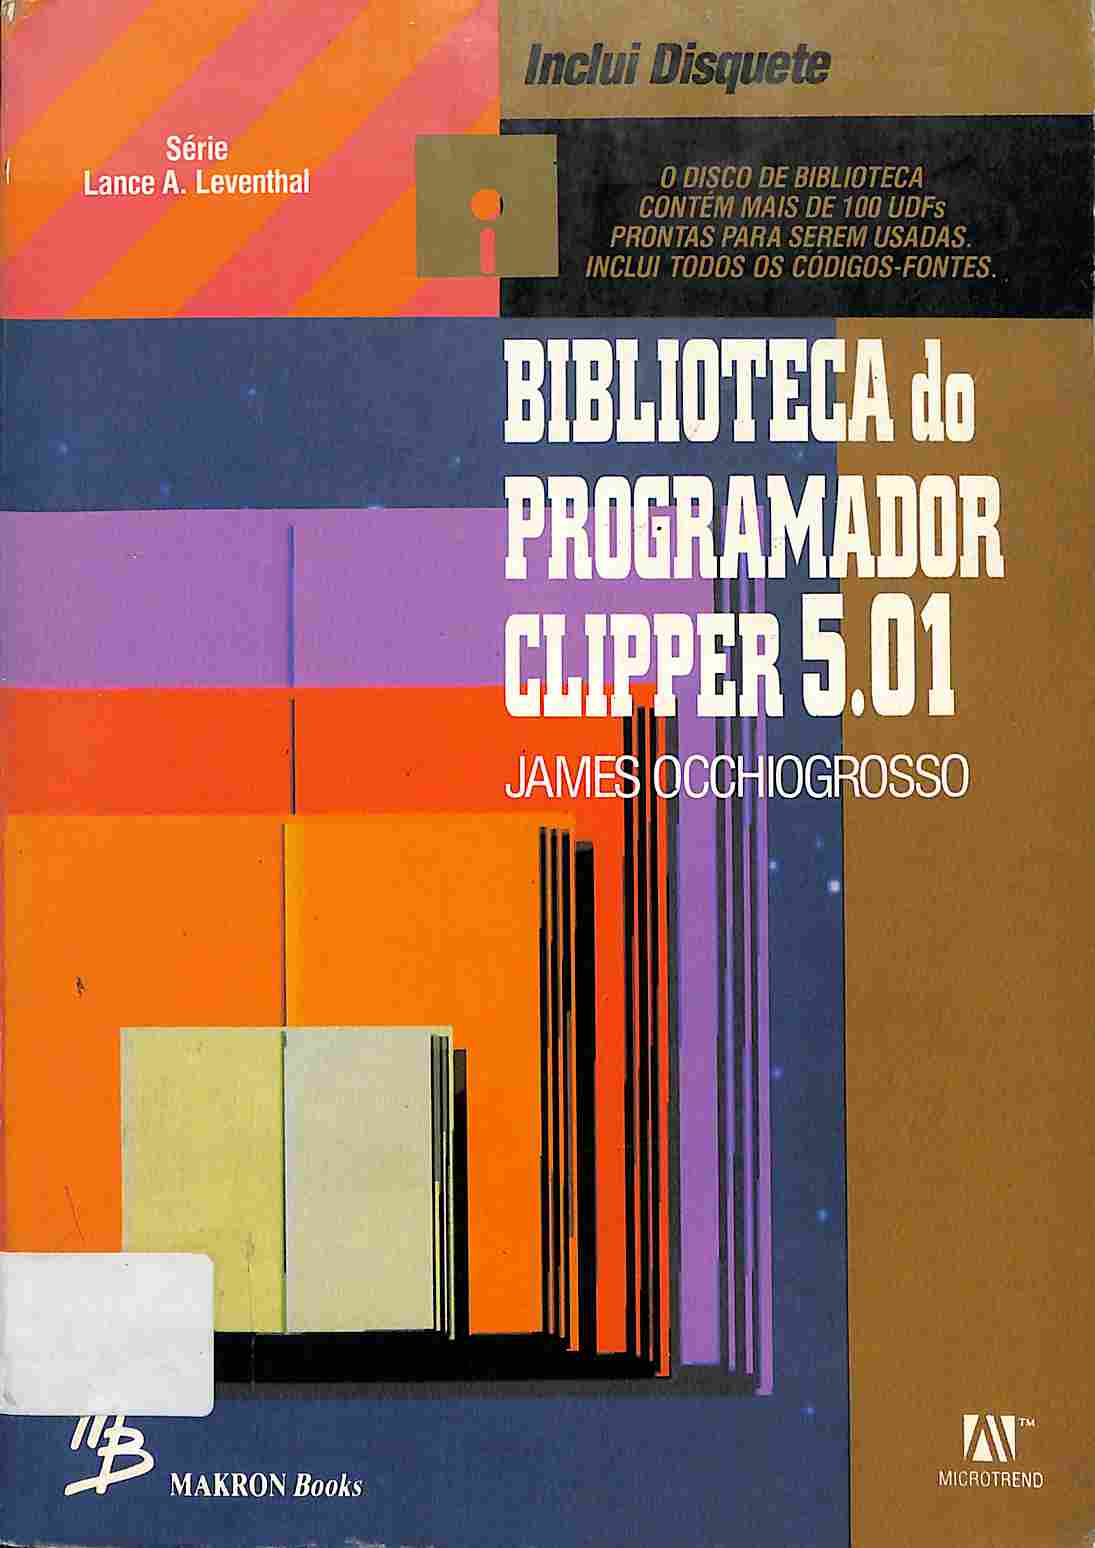 Inclui Disquete
Série
Lance A. Leventhal
O DISCO DE BIBLIOTECA
CONTÉM MAIS DE 100 UDFs
PRONTAS PARA SEREM USADAS.
INCLUI TODOS OS CÓDIGOS-FONTES.
BIBLIOTECA do
PROGRAMADOR
CLIPPER 5.01
JAMES OCCHIOGROSSO
MB
MAKRON Books
TM
MICROTREND